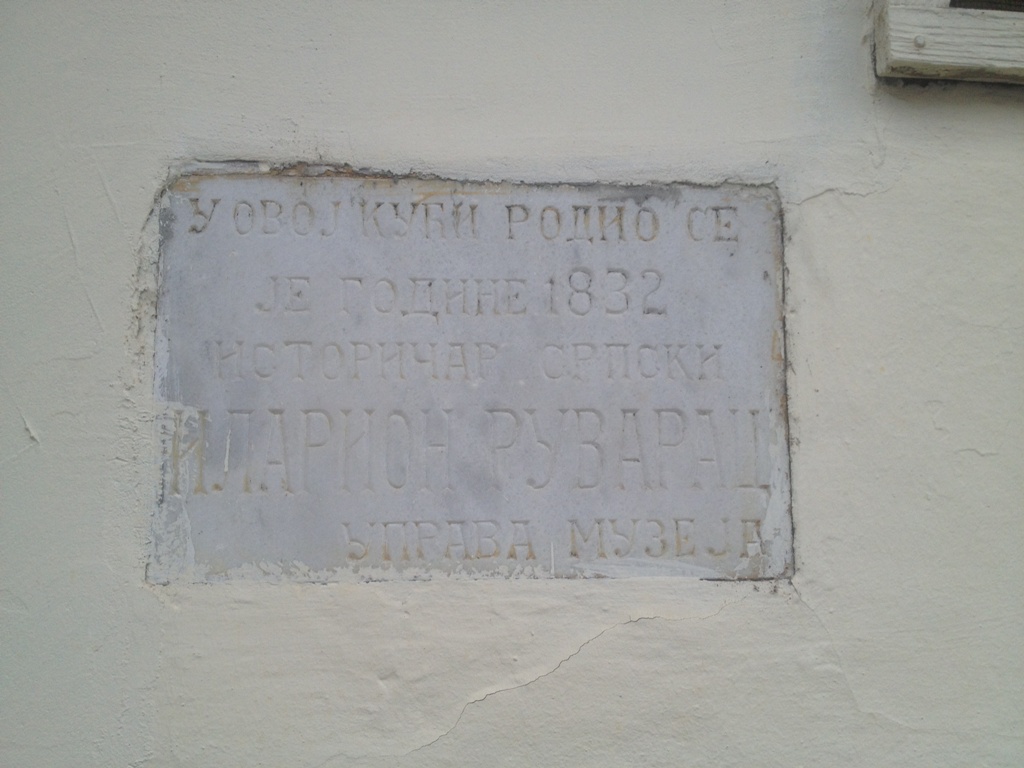 У ОВОЈ КУЋИ РОДИО СЕ
ЈЕ ГОДИНЕ 1832
ИСТОРИЧАР СРПСКИ
ИЛАРИОН РУВАРАЦ
УПРАВА МУЗЕЈА